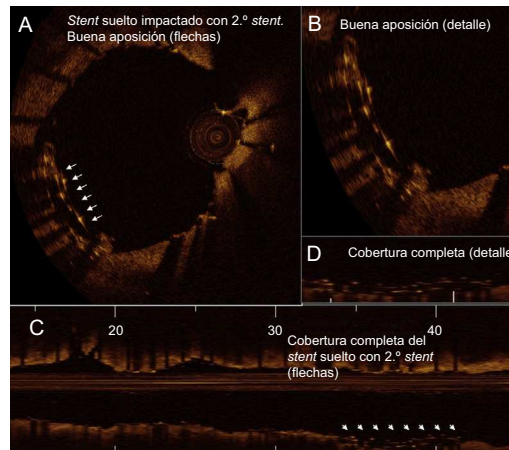 A
Stent suelto impactado con 2.º stent.
Buena aposición (flechas)
B
Buena aposición (detalle)
D
Cobertura completa (detalle
C
20
30
40
Cobertura completa del
stent suelto con 2.º stent
(flechas)